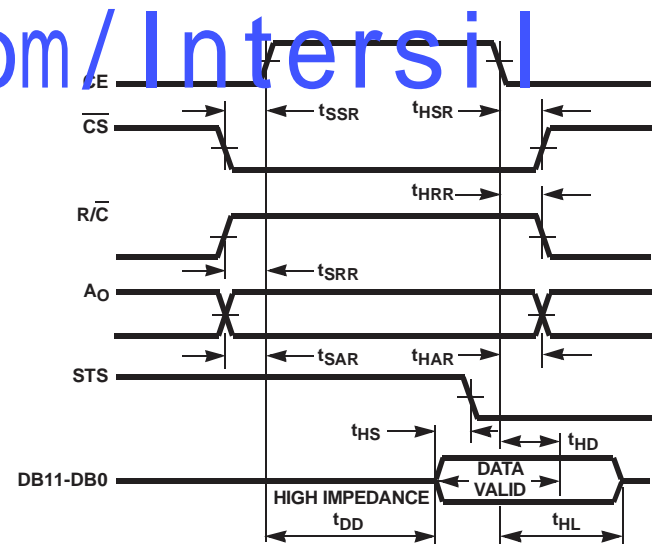 om/Intersil
CE
tSSR
tHSR
CS
tHRR
R/C
tSRR
AO
tSAR
tHAR
STS
tHS
tHD
DB11-DB0
DATA
VALID
HIGH IMPEDANCE
tDD
tHL